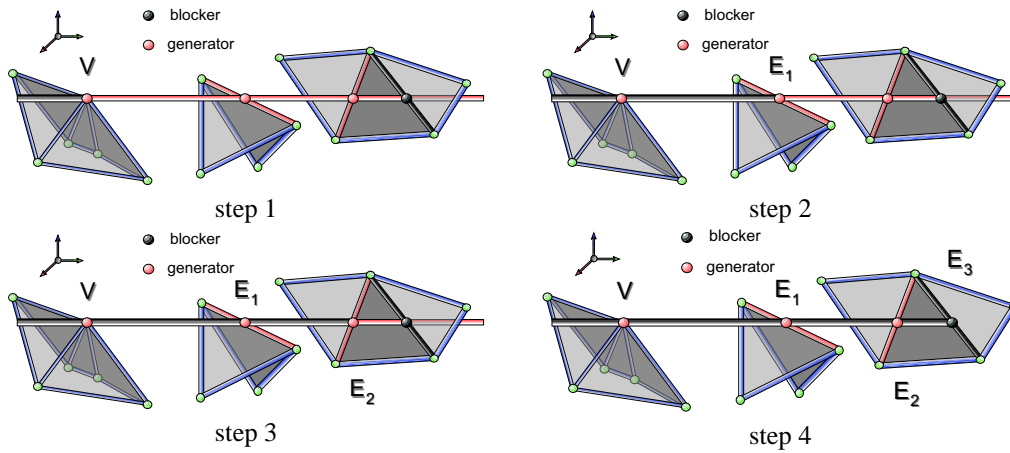 blocker
generator
V
step 1
blocker
generator
V
E1
step 2
blocker
generator
V
E1
E2
step 3
blocker
generator
V
E1
E3
E2
step 4